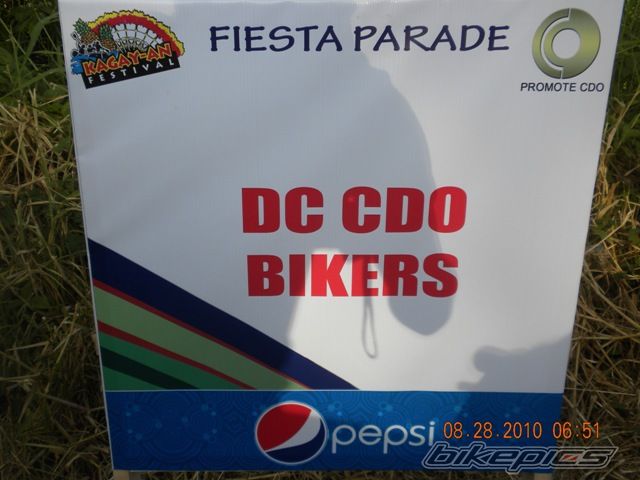 KAGAY-AN
FESTIVAL
FIESTA PARADE
PROMOTE CDO
DC CDO
BIKERS
pepsi
08.28.2010 06:51
bikepics